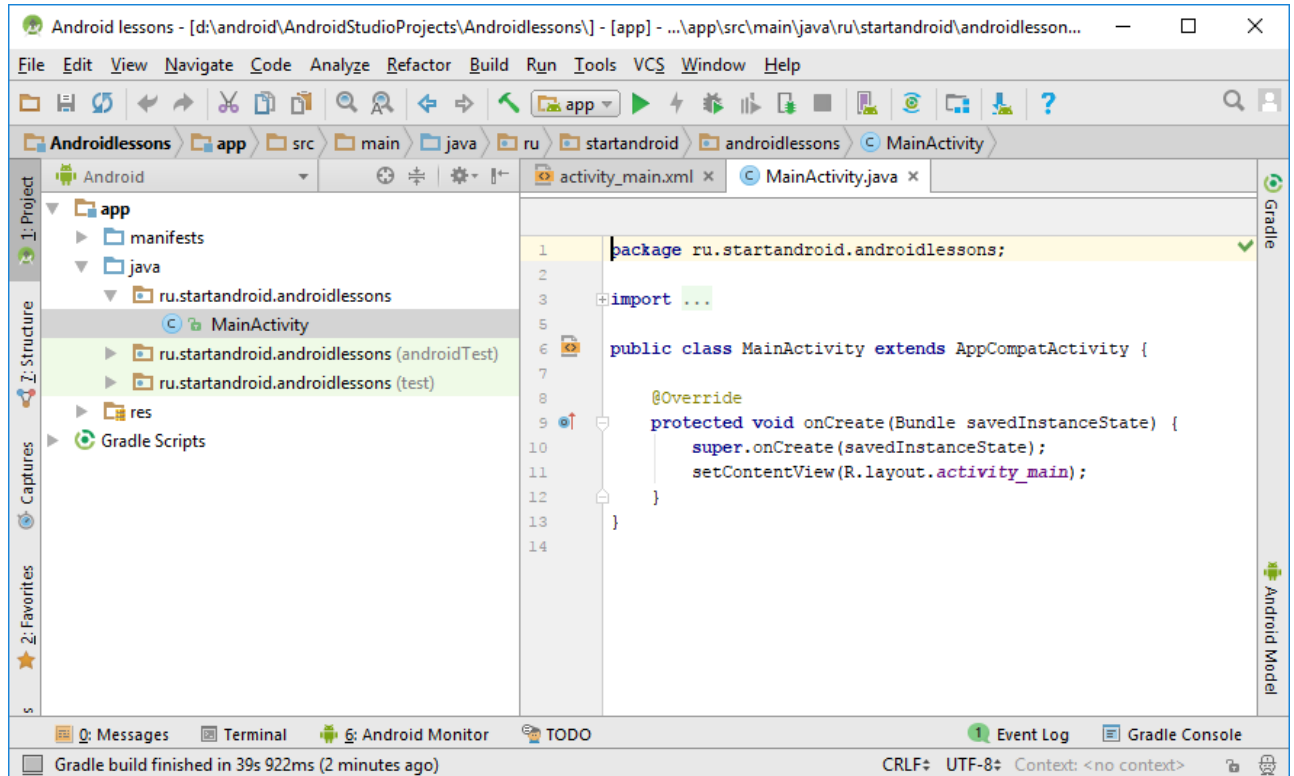 Android lessons - [d:\android\AndroidStudioProjects\Androidlessons\] - [app] - ...\app\src\main\java\ru\startandroid\androidlesson...
File Edit View Navigate Code Analyze Refactor Build Run Tools VCS Window Help
app
Androidlessons app src main java ru startandroid androidlessons MainActivity
Android
activity_main.xml MainActivity.java
1: Project
7: Structure
Captures
2: Favorites
app
manifests
java
ru.startandroid.androidlessons
MainActivity
ru.startandroid.androidlessons (androidTest)
ru.startandroid.androidlessons (test)
res
Gradle Scripts
1 package ru.startandroid.androidlessons;
2
3 import ...
5
6 public class MainActivity extends AppCompatActivity {
7
8 @Override
9 protected void onCreate(Bundle savedInstanceState) {
10 super.onCreate(savedInstanceState);
11 setContentView(R.layout.activity_main);
12 }
13 }
14
Gradle
Android Model
0: Messages Terminal 6: Android Monitor TODO 1 Event Log Gradle Console
Gradle build finished in 39s 922ms (2 minutes ago) CRLF UTF-8 Context: <no context>